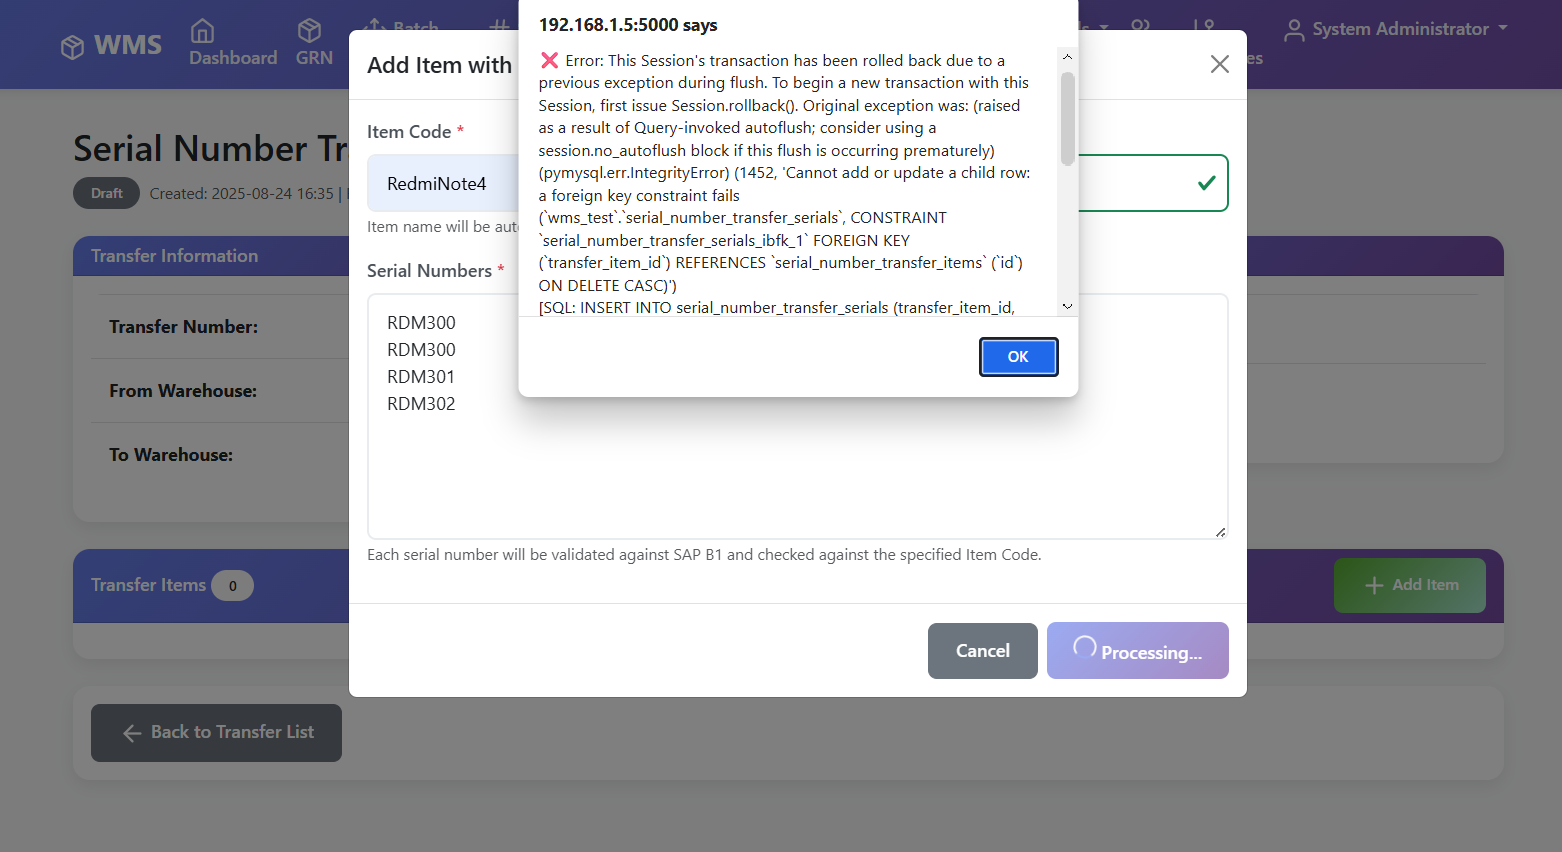 WMS
Dashboard
GRN
Batch
System Administrator
es
192.168.1.5:5000 says
❌ Error: This Session's transaction has been rolled back due to a
previous exception during flush. To begin a new transaction with this
Session, first issue Session.rollback(). Original exception was: (raised
as a result of Query-invoked autoflush; consider using a
session.no_autoflush block if this flush is occurring prematurely)
(pymysql.err.IntegrityError) (1452, 'Cannot add or update a child row:
a foreign key constraint fails
(`wms_test`.`serial_number_transfer_serials`, CONSTRAINT
`serial_number_transfer_serials_ibfk_1` FOREIGN KEY
(`transfer_item_id`) REFERENCES `serial_number_transfer_items` (`id`)
ON DELETE CASC)')
[SQL: INSERT INTO serial_number_transfer_serials (transfer_item_id,
OK
Add Item with
Item Code *
RedmiNote4
Item name will be aut
Serial Numbers *
RDM300
RDM300
RDM301
RDM302
Each serial number will be validated against SAP B1 and checked against the specified Item Code.
Cancel
Processing...
Serial Number Tr
Draft
Created: 2025-08-24 16:35 |
Transfer Information
Transfer Number:
From Warehouse:
To Warehouse:
Transfer Items 0
Add Item
Back to Transfer List